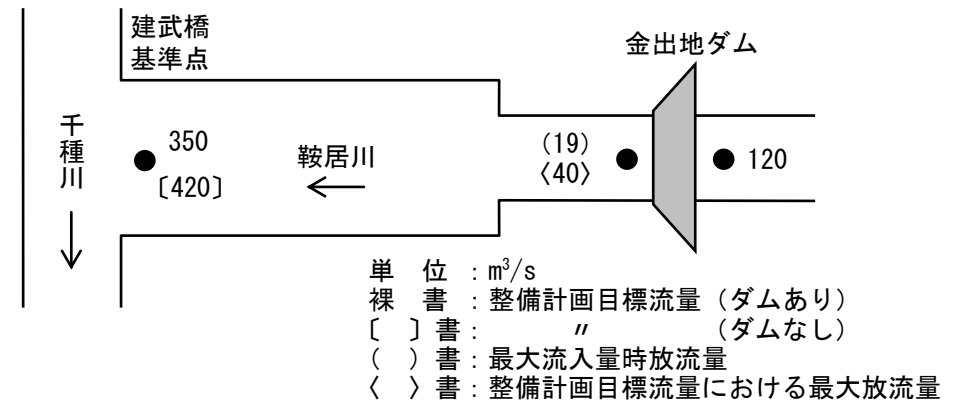 建武橋
基準点
金出地ダム
千種川
350
〔420〕
鞍居川
(19)
〈40〉
120
単 位 : m³/s
裸 書 : 整備計画目標流量 (ダムあり)
〔 〕書 : 〃 (ダムなし)
( )書 : 最大流入量時放流量
〈 〉書 : 整備計画目標流量における最大放流量